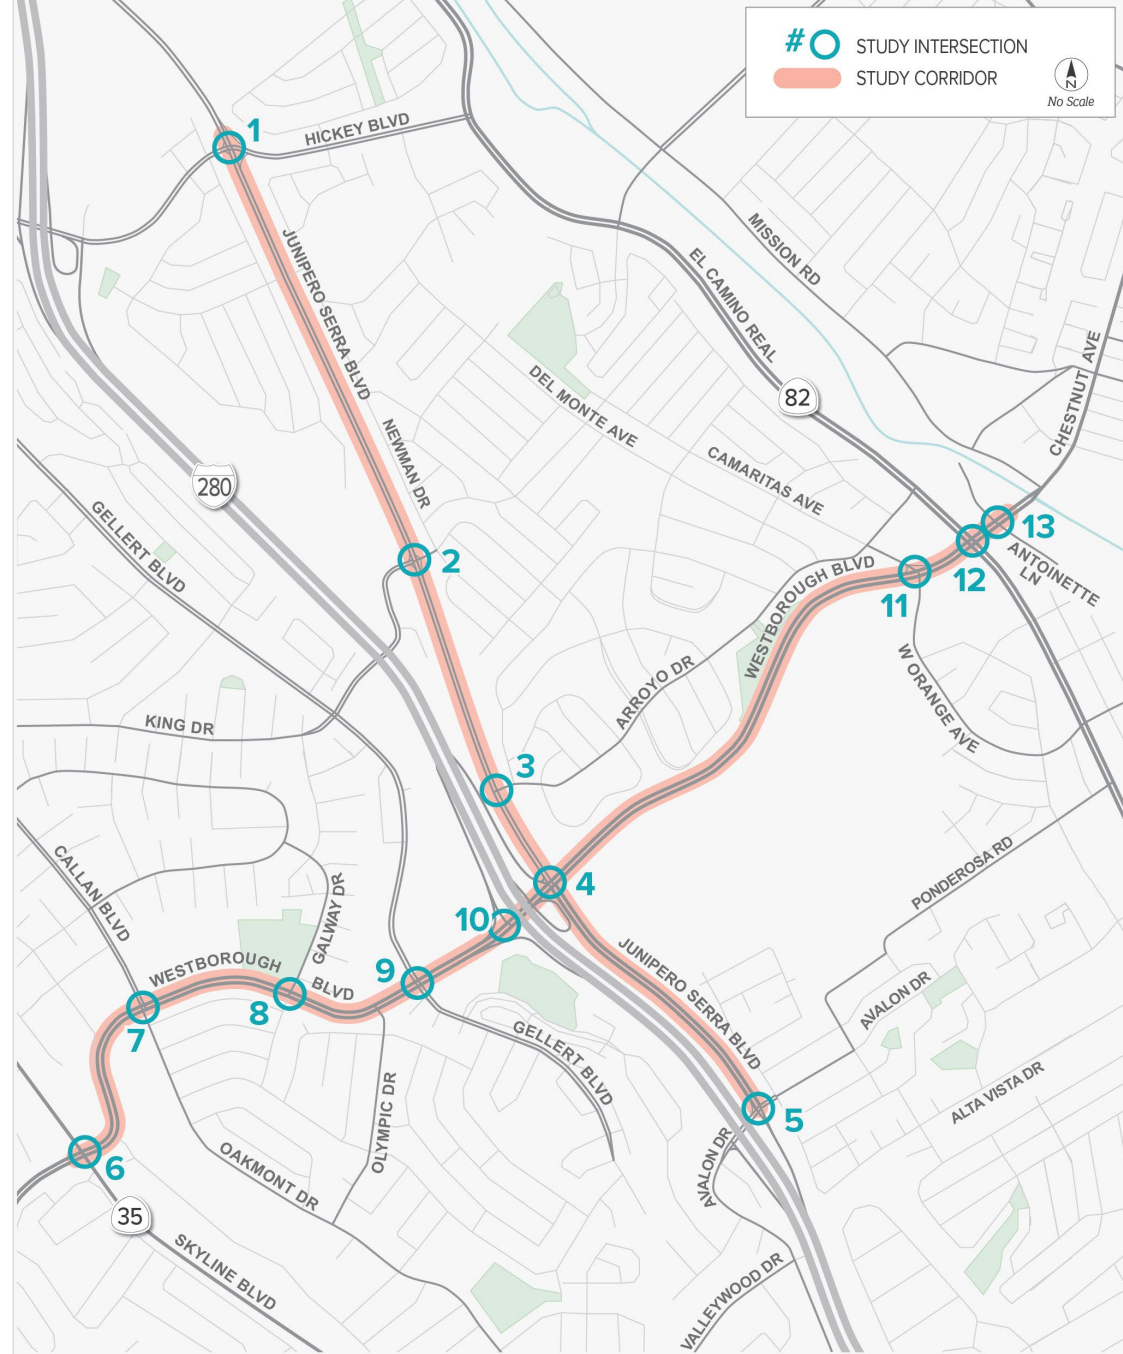 # STUDY INTERSECTION
STUDY CORRIDOR
N
No Scale
1
HICKEY BLVD
JUNIPERO SERRA BLVD
MISSION RD
EL CAMINO REAL
82
CHESTNUT AVE
DEL MONTE AVE
CAMARITAS AVE
NEWMAN DR
280
GELLERT BLVD
2
13
12
ANTOINETTE
LN
11
WESTBOROUGH BLVD
W ORANGE AVE
ARROYO DR
KING DR
3
4
10
PONDEROSA RD
CALLAN BLVD
GALWAY DR
WESTBOROUGH
BLVD
9
8
7
JUNIPERO SERRA BLVD
AVALON DR
GELLERT BLVD
ALTA VISTA DR
5
OLYMPIC DR
AVALON DR
6
OAKMONT DR
35
SKYLINE BLVD
VALLEYWOOD DR